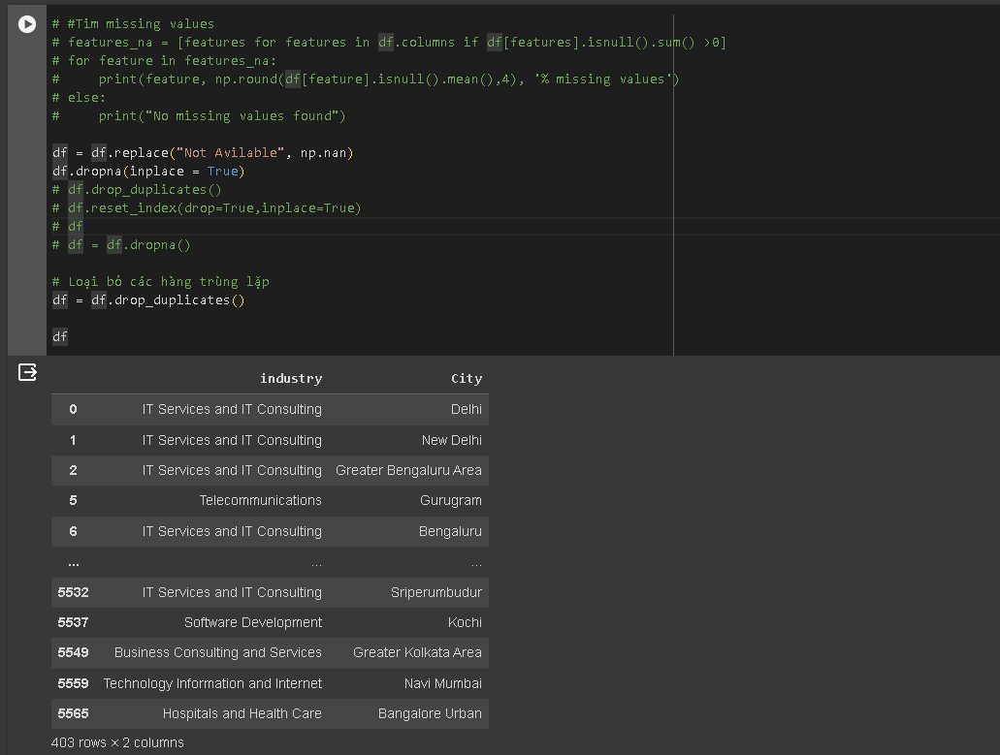 # #Tim missing values
# features_na = [features for features in df.columns if df[features].isnull().sum() >0]
# for feature in features_na:
#     print(feature, np.round(df[feature].isnull().mean(),4), '% missing values')
# else:
#     print("No missing values found")
df = df.replace("Not Avilable", np.nan)
df.dropna(inplace = True)
# df.drop_duplicates()
# df.reset_index(drop=True,inplace=True)
# df
# df = df.dropna()
# Loại bỏ các hàng trùng lặp
df = df.drop_duplicates()
df
industry City
0 IT Services and IT Consulting Delhi
1 IT Services and IT Consulting New Delhi
2 IT Services and IT Consulting Greater Bengaluru Area
5 Telecommunications Gurugram
6 IT Services and IT Consulting Bengaluru
... ... ...
5532 IT Services and IT Consulting Sriperumbudur
5537 Software Development Kochi
5549 Business Consulting and Services Greater Kolkata Area
5559 Technology Information and Internet Navi Mumbai
5565 Hospitals and Health Care Bangalore Urban
403 rows × 2 columns